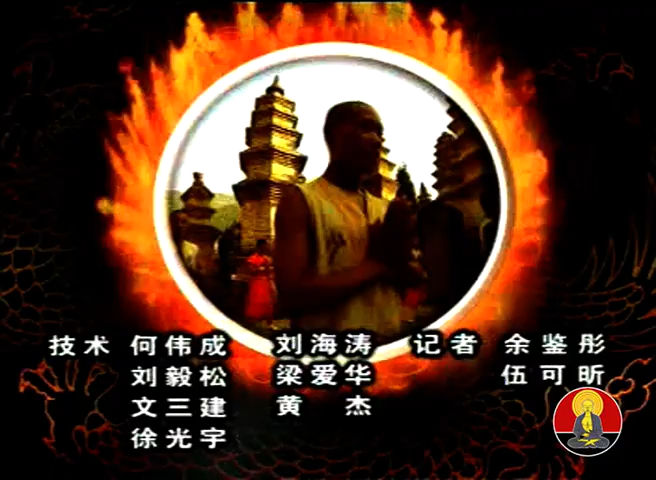 技术 何伟成 刘海涛 记者 余鉴彤
刘毅松 梁爱华 伍可昕
文三建 黄 杰
徐光宇